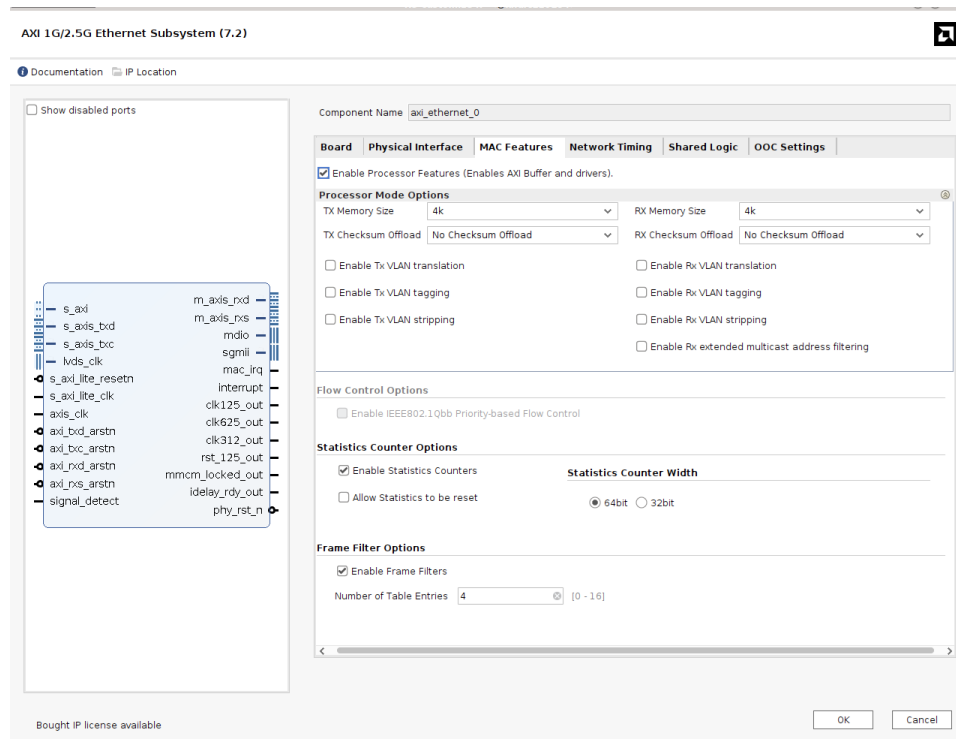 AXI 1G/2.5G Ethernet Subsystem (7.2)
Documentation IP Location
Show disabled ports
s_axi
s_axis_txd
s_axis_txc
lvds_clk
s_axi_lite_resetn
s_axi_lite_clk
axis_clk
axi_txd_arstn
axi_txc_arstn
axi_rxd_arstn
axi_rxs_arstn
signal_detect
m_axis_rxd
m_axis_rxs
mdio
sgmii
mac_irq
interrupt
clk125_out
clk625_out
clk312_out
rst_125_out
mmcm_locked_out
idelay_rdy_out
phy_rst_n
Component Name axi_ethernet_0
Board Physical Interface MAC Features Network Timing Shared Logic OOC Settings
Enable Processor Features (Enables AXI Buffer and drivers).
Processor Mode Options
TX Memory Size 4k RX Memory Size 4k
TX Checksum Offload No Checksum Offload RX Checksum Offload No Checksum Offload
Enable Tx VLAN translation Enable Rx VLAN translation
Enable Tx VLAN tagging Enable Rx VLAN tagging
Enable Tx VLAN stripping Enable Rx VLAN stripping
Enable Rx extended multicast address filtering
Flow Control Options
Enable IEEE802.1Qbb Priority-based Flow Control
Statistics Counter Options
Enable Statistics Counters Statistics Counter Width
Allow Statistics to be reset 64bit 32bit
Frame Filter Options
Enable Frame Filters
Number of Table Entries 4 [0 - 16]
Bought IP license available
OK Cancel